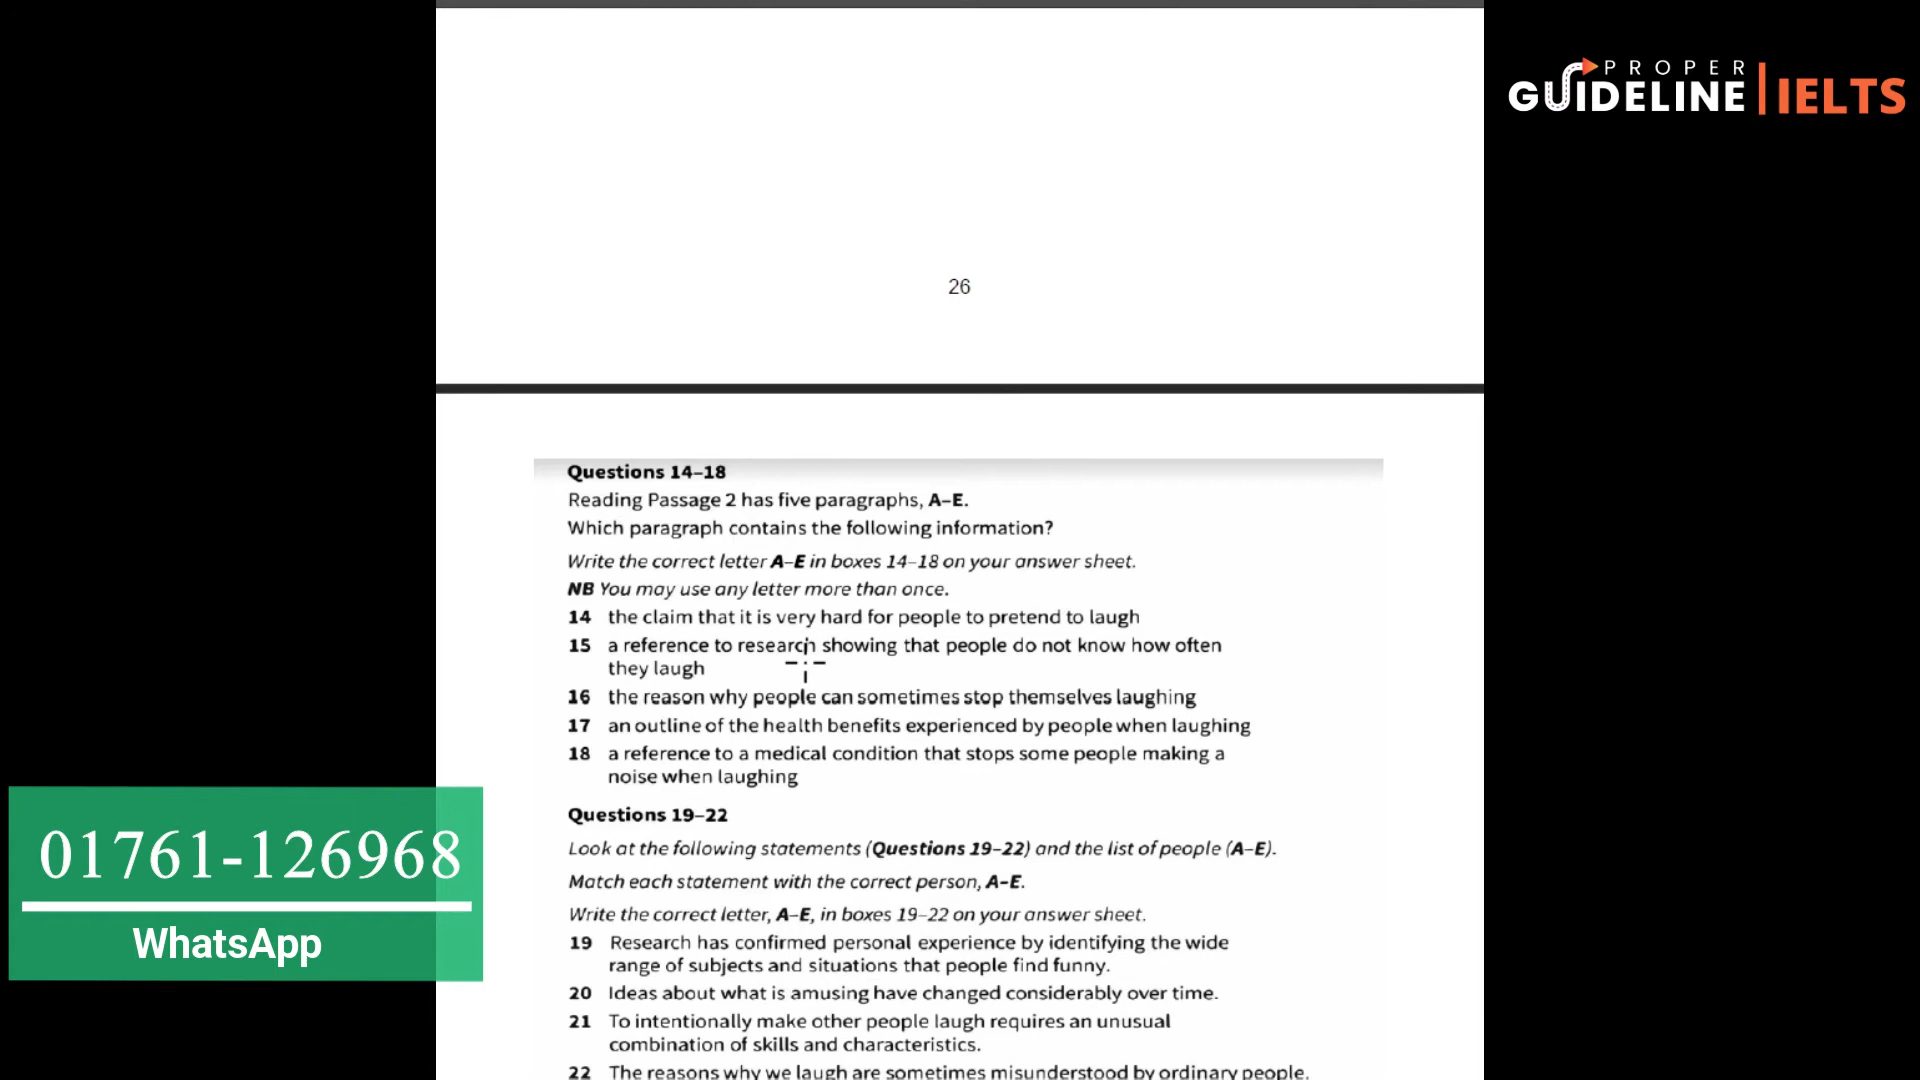 PROPER
GUIDELINE | IELTS
26
Questions 14–18
Reading Passage 2 has five paragraphs, A–E.
Which paragraph contains the following information?
Write the correct letter A–E in boxes 14–18 on your answer sheet.
NB You may use any letter more than once.
14 the claim that it is very hard for people to pretend to laugh
15 a reference to research showing that people do not know how often
they laugh
16 the reason why people can sometimes stop themselves laughing
17 an outline of the health benefits experienced by people when laughing
18 a reference to a medical condition that stops some people making a
noise when laughing
Questions 19–22
Look at the following statements (Questions 19–22) and the list of people (A–E).
Match each statement with the correct person, A–E.
Write the correct letter, A–E, in boxes 19–22 on your answer sheet.
19 Research has confirmed personal experience by identifying the wide
range of subjects and situations that people find funny.
20 Ideas about what is amusing have changed considerably over time.
21 To intentionally make other people laugh requires an unusual
combination of skills and characteristics.
22 The reasons why we laugh are sometimes misunderstood by ordinary people.
01761-126968
WhatsApp